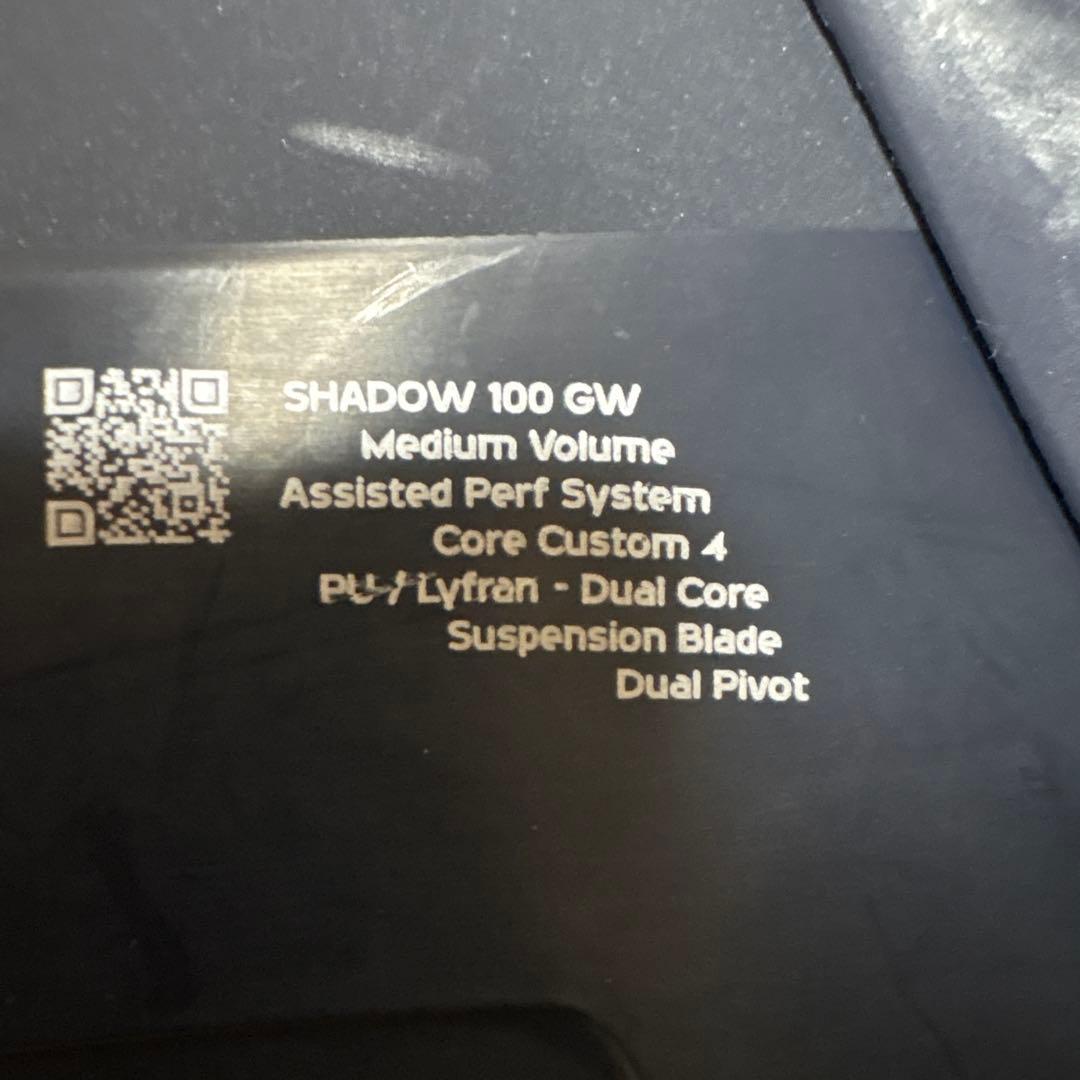 SHADOW 100 GW
Medium Volume
Assisted Perf System
Core Custom 4
PU / Lyfran - Dual Core
Suspension Blade
Dual Pivot